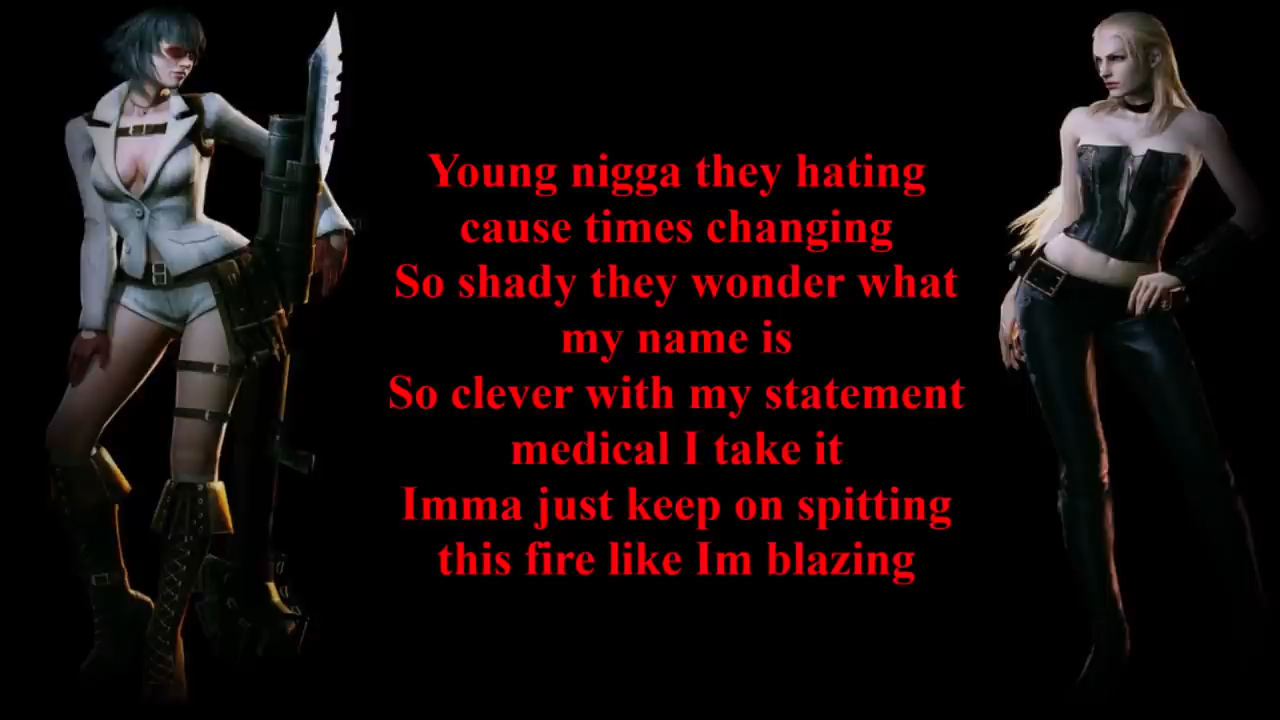 Young nigga they hating
cause times changing
So shady they wonder what
my name is
So clever with my statement
medical I take it
Imma just keep on spitting
this fire like Im blazing